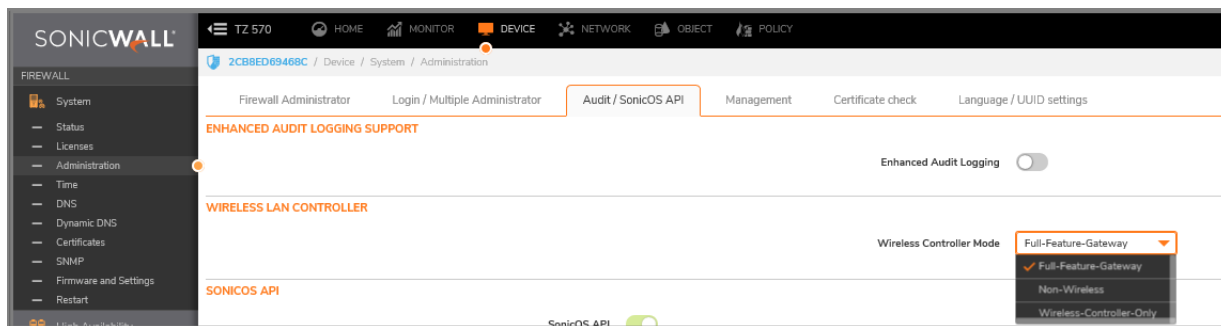 SONICWALL
TZ 570 HOME MONITOR DEVICE NETWORK OBJECT POLICY
2CB8ED69468C / Device / System / Administration
FIREWALL
System
Status
Licenses
Administration
Time
DNS
Dynamic DNS
Certificates
SNMP
Firmware and Settings
Restart
High Availability
Firewall Administrator Login / Multiple Administrator Audit / SonicOS API Management Certificate check Language / UUID settings
ENHANCED AUDIT LOGGING SUPPORT
Enhanced Audit Logging
WIRELESS LAN CONTROLLER
Wireless Controller Mode Full-Feature-Gateway
Full-Feature-Gateway
Non-Wireless
Wireless-Controller-Only
SONICOS API
SonicOS API